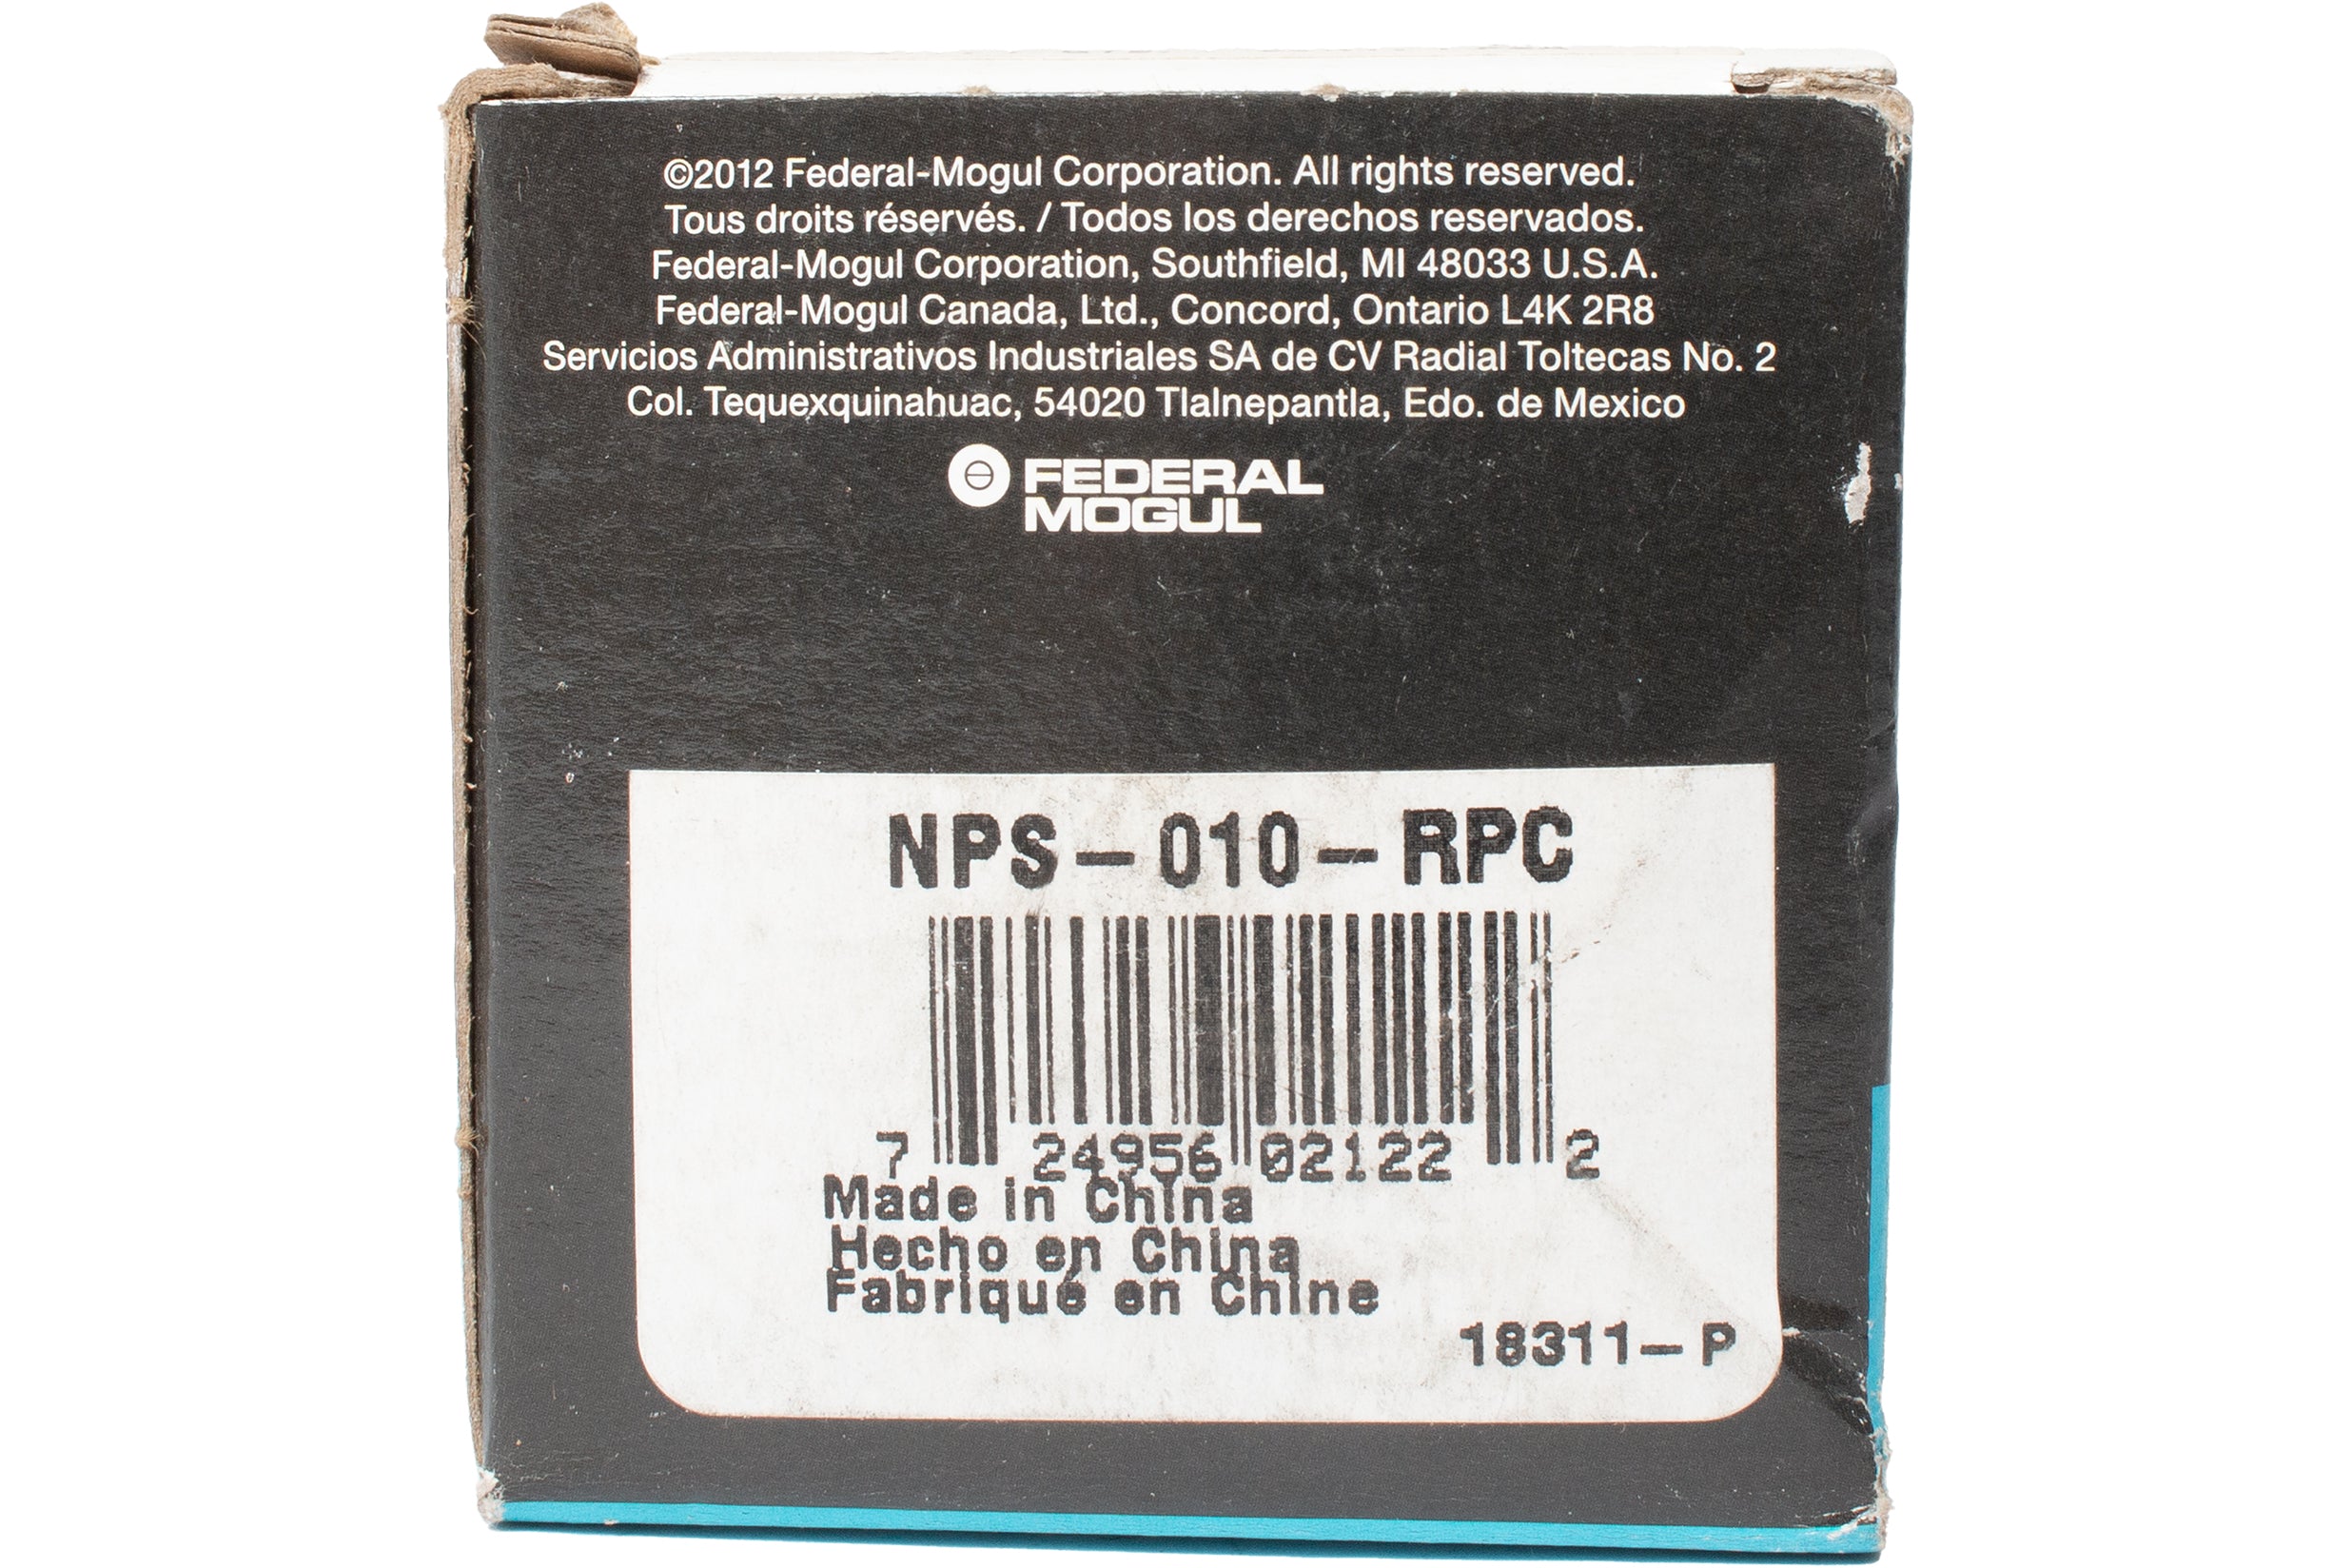 ©2012 Federal-Mogul Corporation. All rights reserved.
Tous droits réservés. / Todos los derechos reservados.
Federal-Mogul Corporation, Southfield, MI 48033 U.S.A.
Federal-Mogul Canada, Ltd., Concord, Ontario L4K 2R8
Servicios Administrativos Industriales SA de CV Radial Toltecas No. 2
Col. Tequexquinahuac, 54020 Tlalnepantla, Edo. de Mexico
FEDERAL
MOGUL
NPS-010-RPC
7 24956 02122 2
Made in China
Hecho en China
Fabriqué en Chine
18311-P